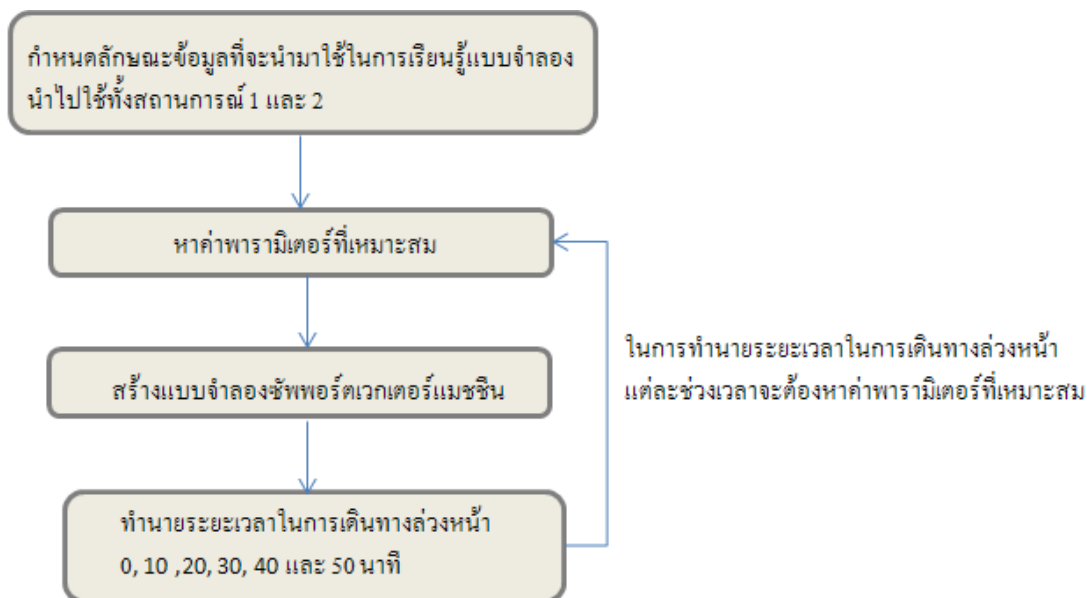 กำหนดลักษณะข้อมูลที่จะนำมาใช้ในการเรียนรู้แบบจำลอง
นำไปใช้ทั้งสถานการณ์ 1 และ 2
หาค่าพารามิเตอร์ที่เหมาะสม
สร้างแบบจำลองซัพพอร์ตเวกเตอร์แมชชีน
ทำนายระยะเวลาในการเดินทางล่วงหน้า
0, 10 ,20, 30, 40 และ 50 นาที
ในการทำนายระยะเวลาในการเดินทางล่วงหน้า
แต่ละช่วงเวลาจะต้องหาค่าพารามิเตอร์ที่เหมาะสม